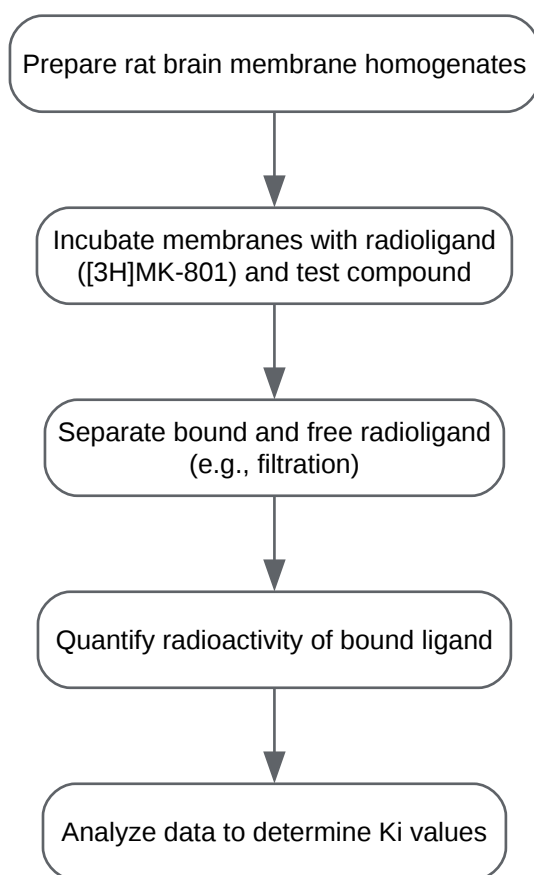 Prepare rat brain membrane homogenates
Incubate membranes with radioligand
([3H]MK-801) and test compound
Separate bound and free radioligand
(e.g., filtration)
Quantify radioactivity of bound ligand
Analyze data to determine Ki values